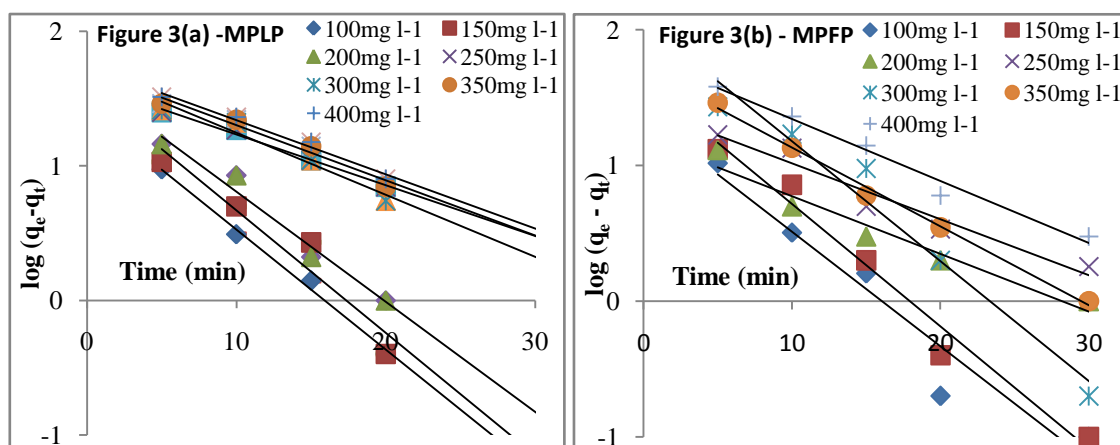 Figure 3(a) -MPLP
100mg l-1
150mg l-1
200mg l-1
250mg l-1
300mg l-1
350mg l-1
400mg l-1
2
1
0
-1
0
10
20
30
log (qe-qt)
Time (min)
Figure 3(b) - MPFP
100mg l-1
150mg l-1
200mg l-1
250mg l-1
300mg l-1
350mg l-1
400mg l-1
2
1
0
-1
0
10
20
30
log (qe - qt)
Time (min)